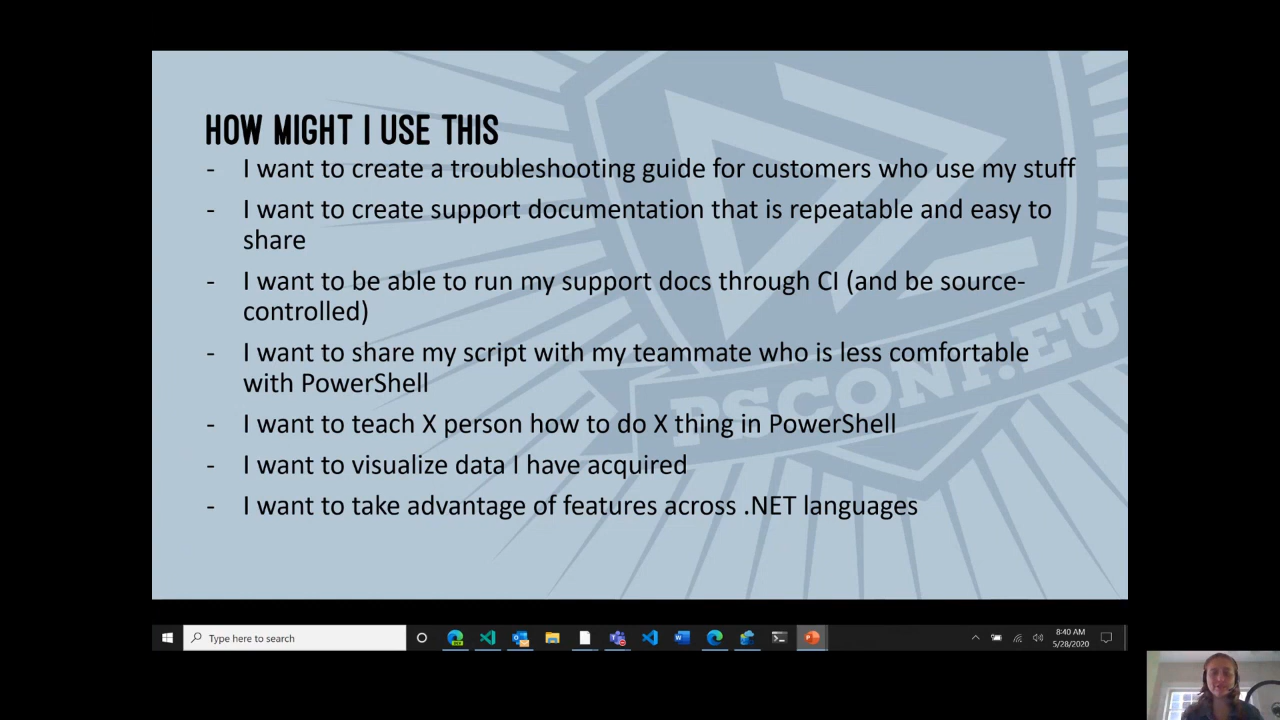 HOW MIGHT I USE THIS
- I want to create a troubleshooting guide for customers who use my stuff
- I want to create support documentation that is repeatable and easy to
share
- I want to be able to run my support docs through CI (and be source-
controlled)
- I want to share my script with my teammate who is less comfortable
with PowerShell
- I want to teach X person how to do X thing in PowerShell
- I want to visualize data I have acquired
- I want to take advantage of features across .NET languages
PSCONF.EU
Type here to search
8:40 AM
5/28/2020